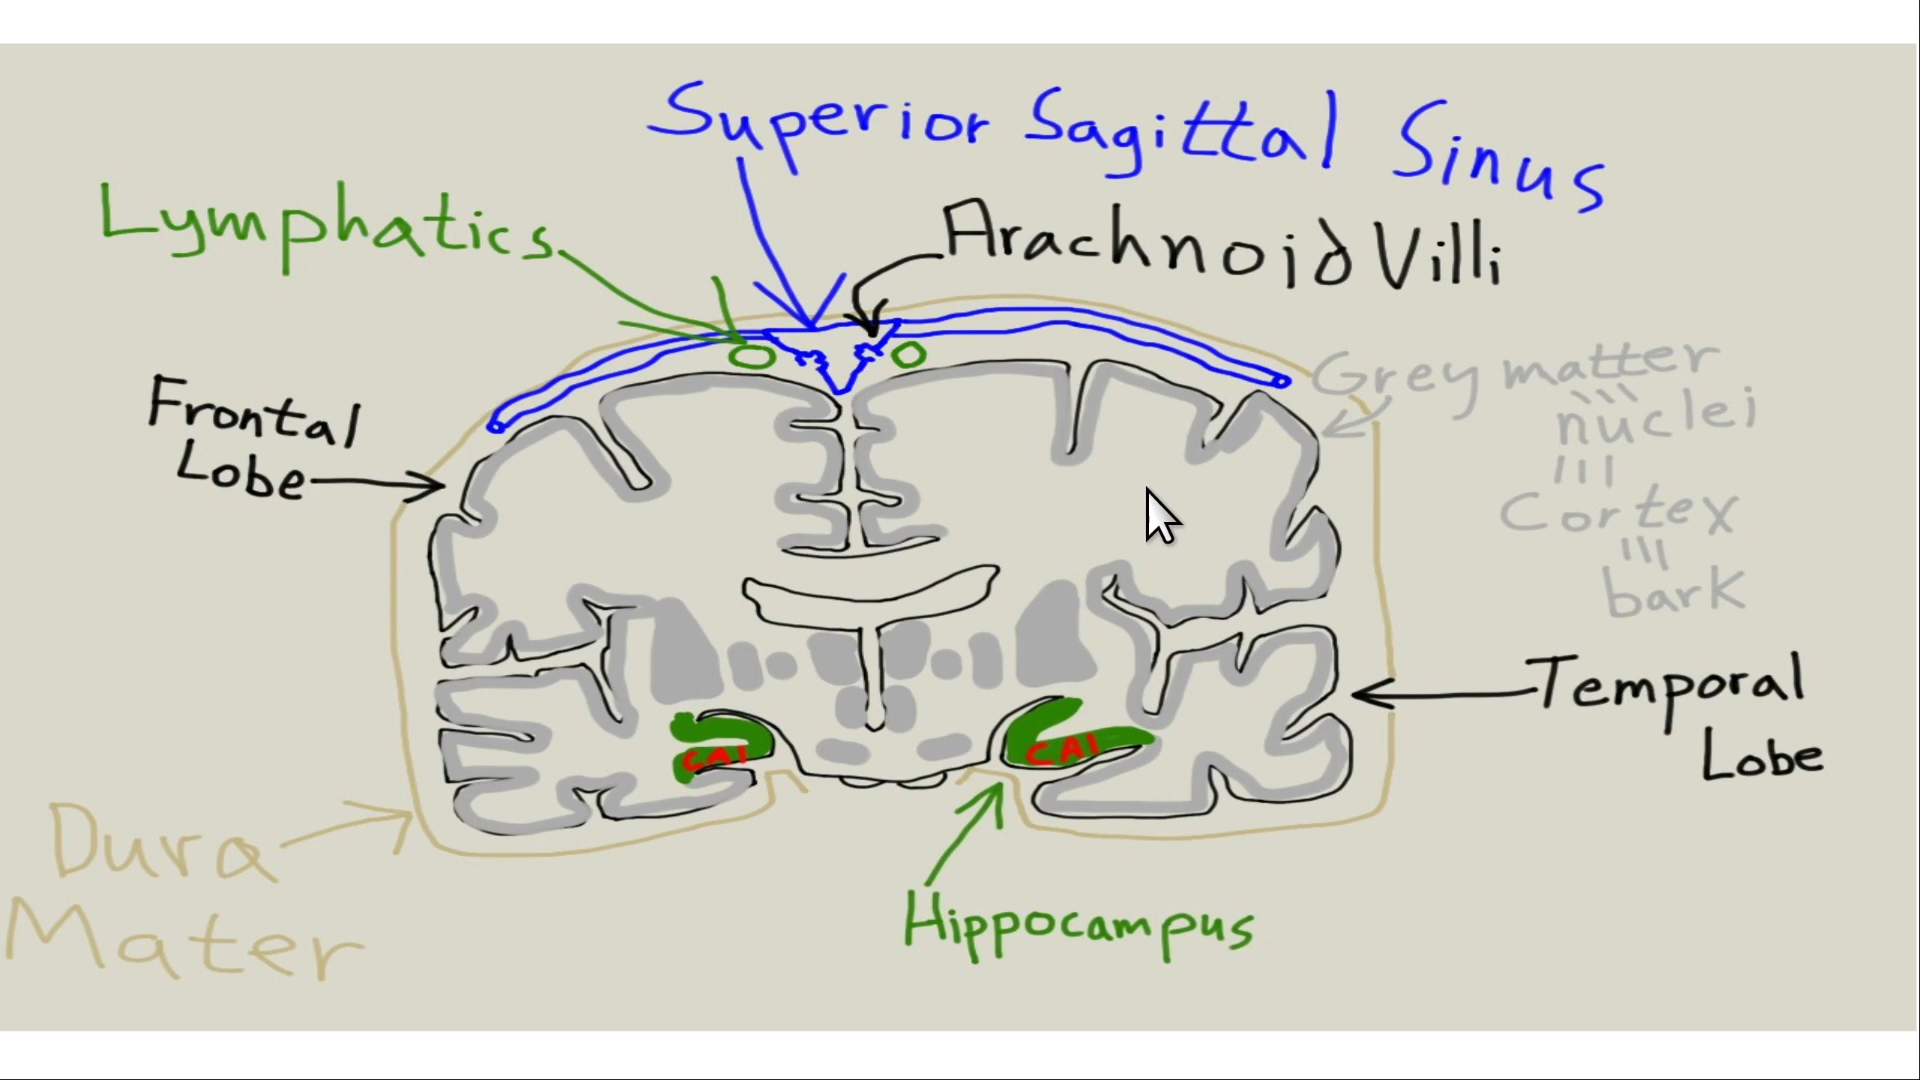 Superior Sagittal Sinus
Lymphatics
Arachnoid Villi
Frontal
Lobe
Grey matter
nuclei
Cortex
bark
Temporal
Lobe
CA1
CA1
Dura
Mater
Hippocampus